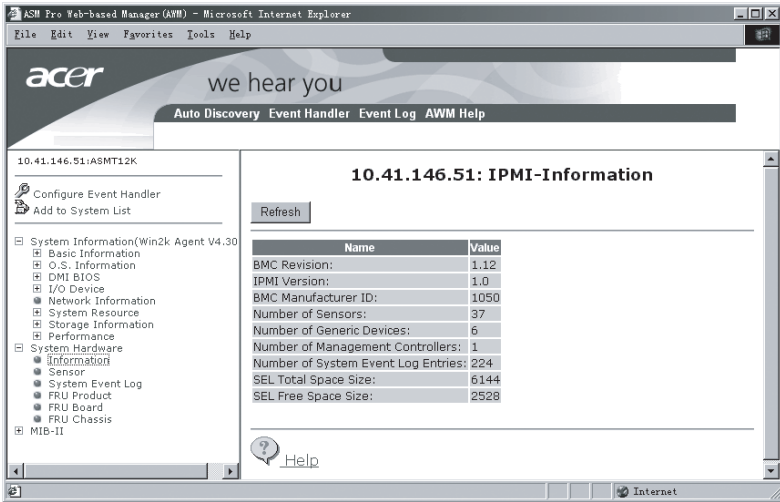 ASM Pro Web-based Manager(AWM) - Microsoft Internet Explorer
File Edit View Favorites Tools Help
acer we hear you
Auto Discovery Event Handler Event Log AWM Help
10.41.146.51:ASMT12K
Configure Event Handler
Add to System List
System Information(Win2k Agent V4.30
Basic Information
O.S. Information
DMI BIOS
I/O Device
Network Information
System Resource
Storage Information
Performance
System Hardware
Information
Sensor
System Event Log
FRU Product
FRU Board
FRU Chassis
MIB-II
10.41.146.51: IPMI-Information
Refresh
Name Value
BMC Revision: 1.12
IPMI Version: 1.0
BMC Manufacturer ID: 1050
Number of Sensors: 37
Number of Generic Devices: 6
Number of Management Controllers: 1
Number of System Event Log Entries: 224
SEL Total Space Size: 6144
SEL Free Space Size: 2528
? Help
Internet